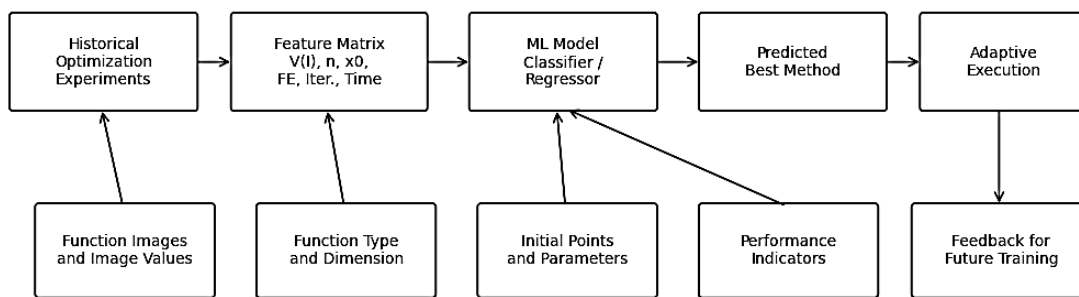 Historical
Optimization
Experiments
Feature Matrix
V(I), n, x0,
FE, Iter., Time
ML Model
Classifier /
Regressor
Predicted
Best Method
Adaptive
Execution
Function Images
and Image Values
Function Type
and Dimension
Initial Points
and Parameters
Performance
Indicators
Feedback for
Future Training